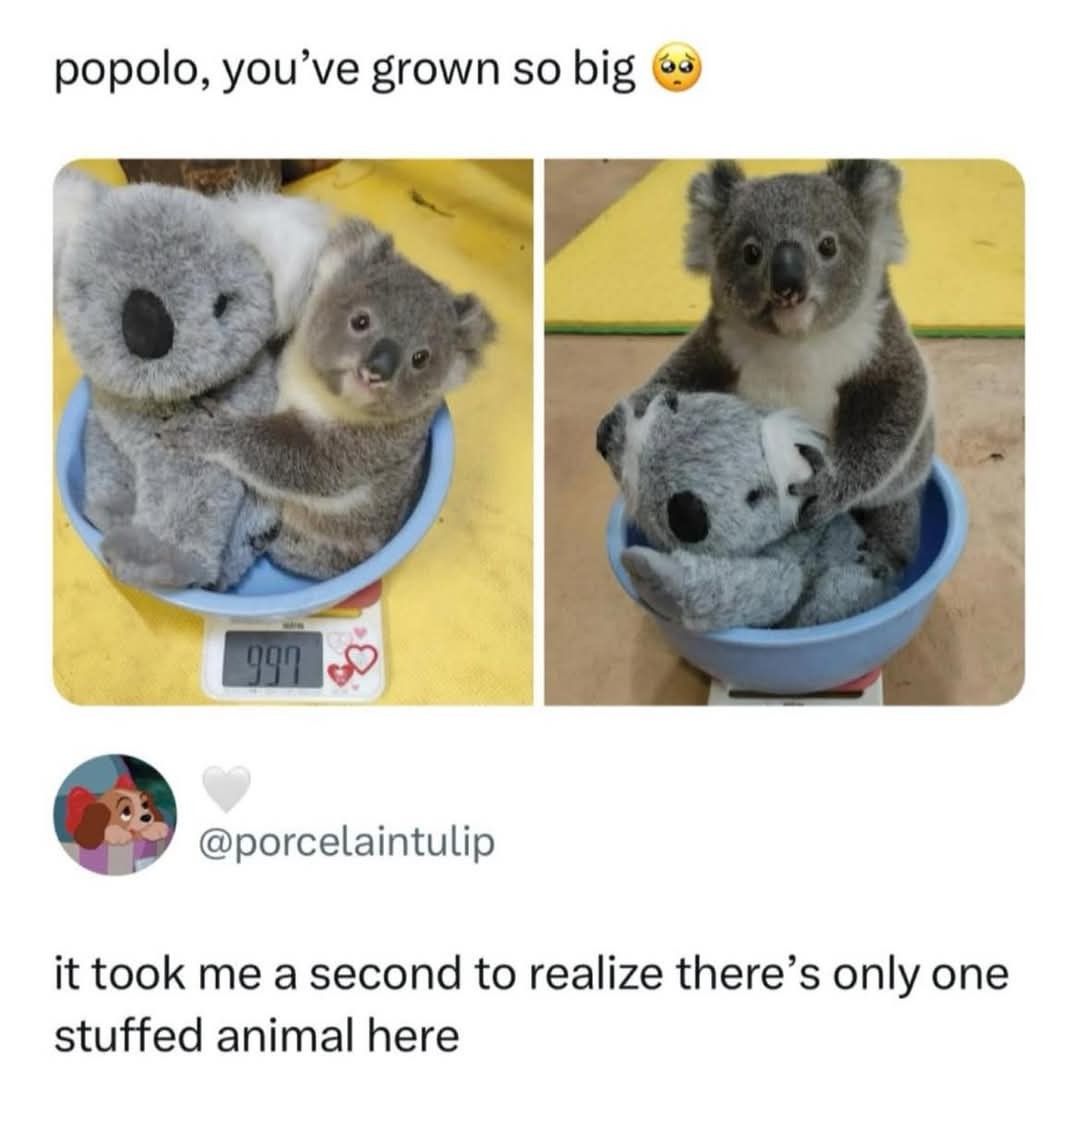 popolo, you’ve grown so big 🥺
997
🤍
@porcelaintulip
it took me a second to realize there’s only one
stuffed animal here